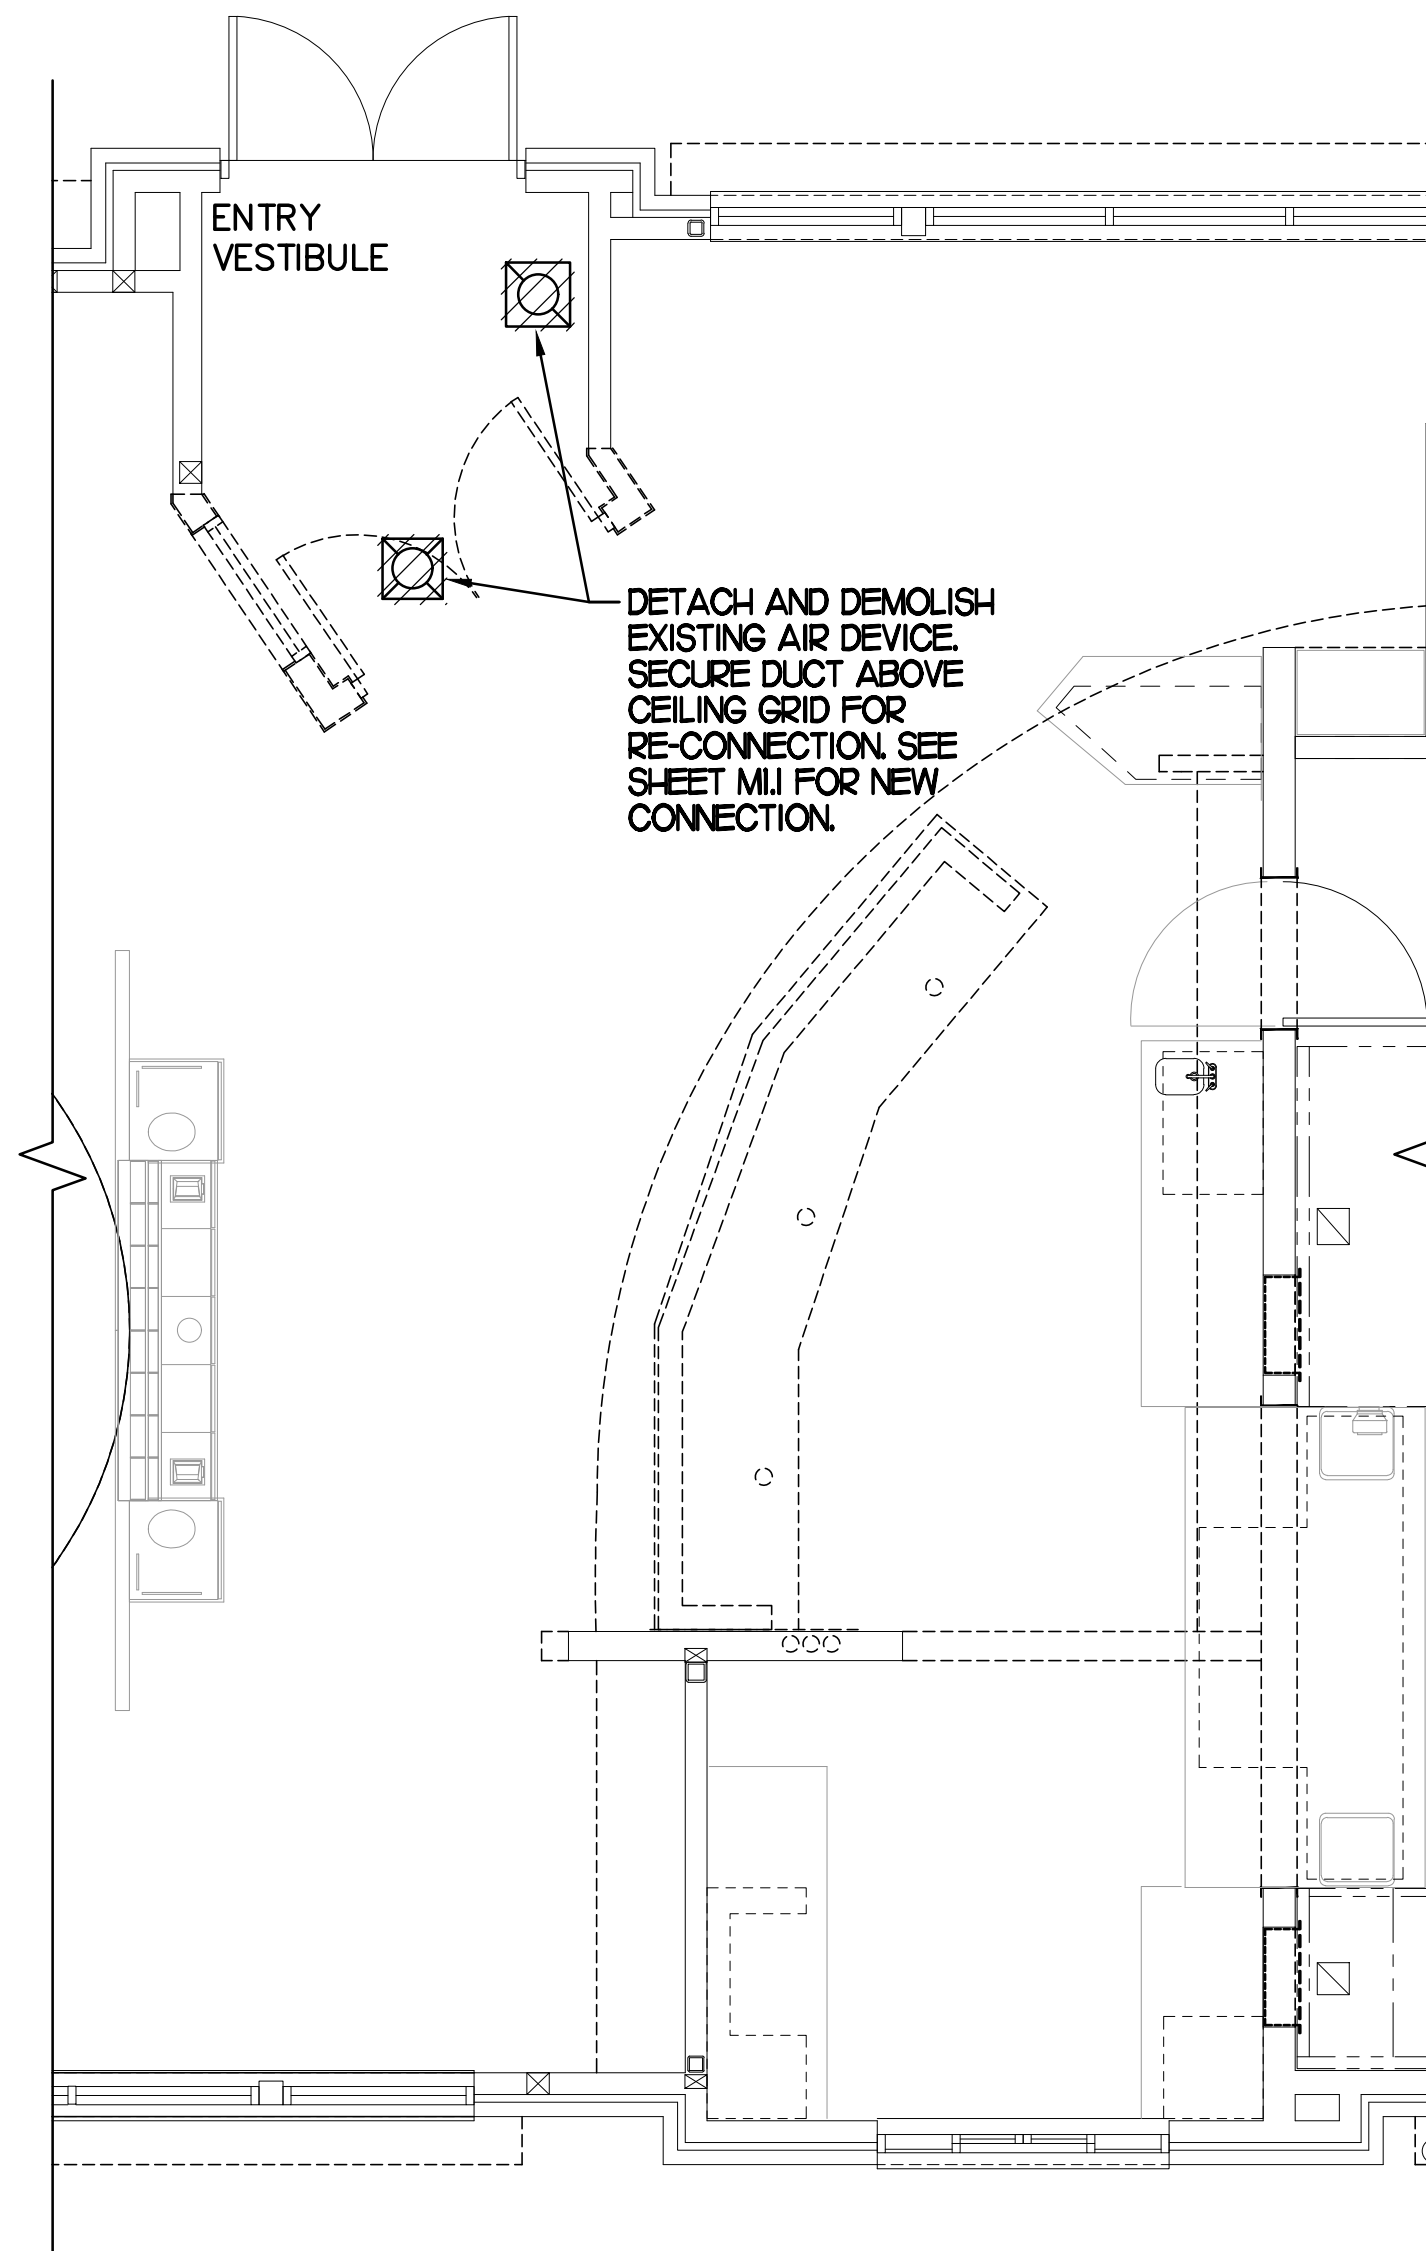 ENTRY
VESTIBULE
DETACH AND DEMOLISH
EXISTING AIR DEVICE.
SECURE DUCT ABOVE
CEILING GRID FOR
RE-CONNECTION. SEE
SHEET M1.1 FOR NEW
CONNECTION.